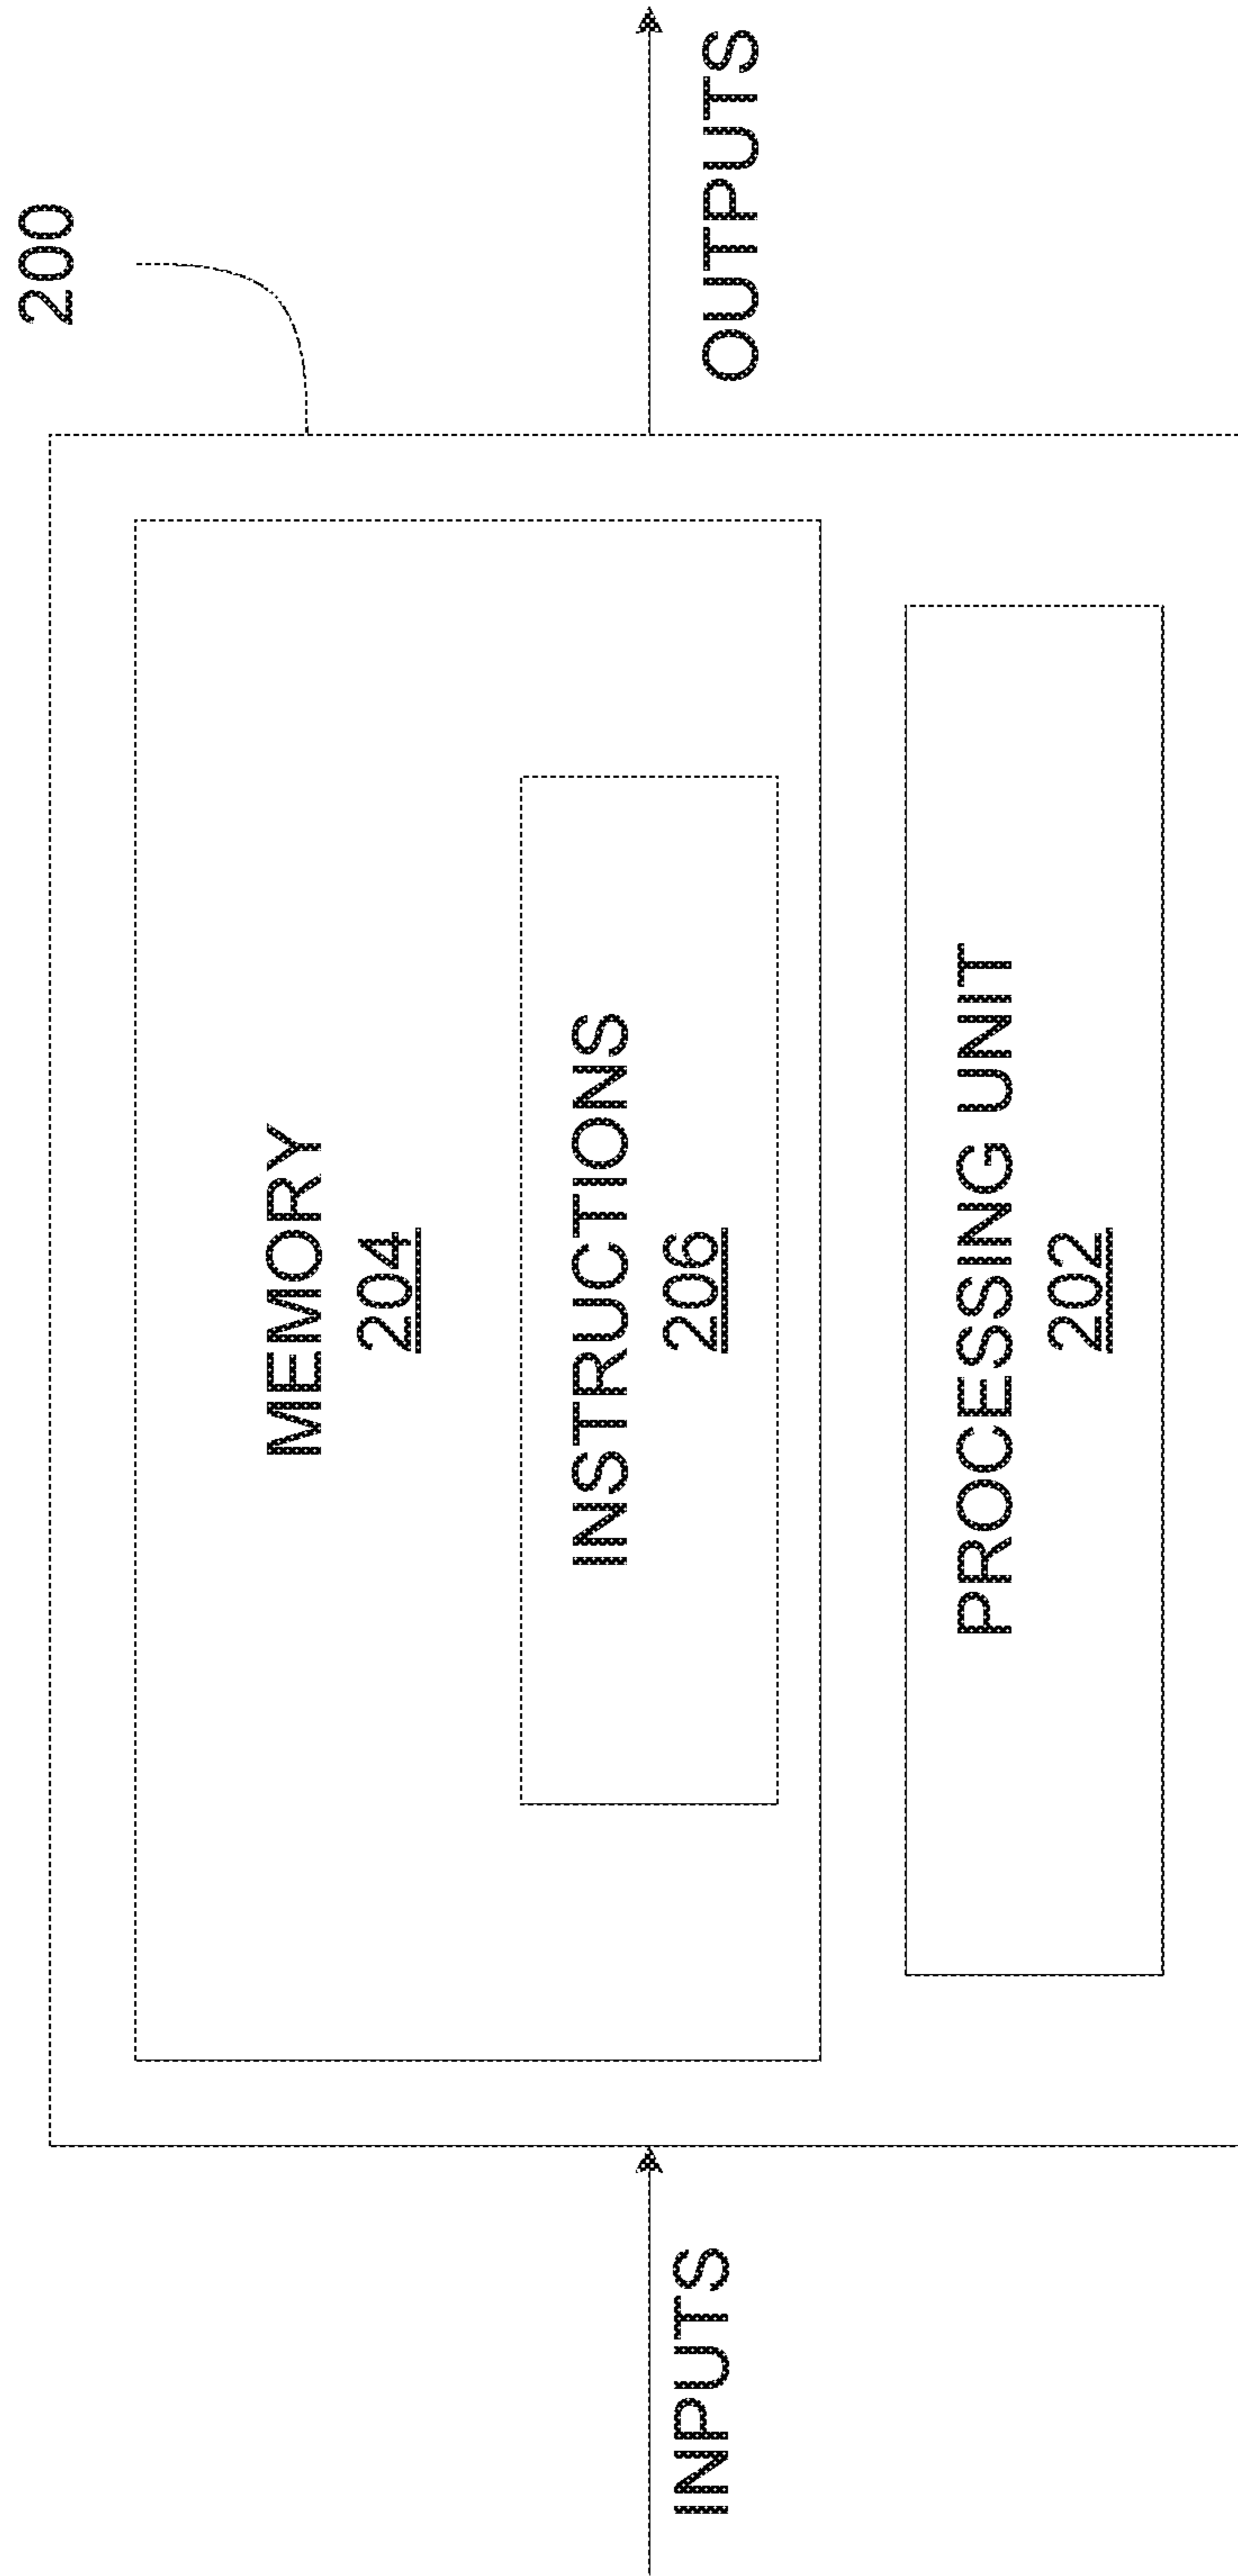 200
MEMORY
204
INSTRUCTIONS
206
INPUTS
OUTPUTS
PROCESSING UNIT
202